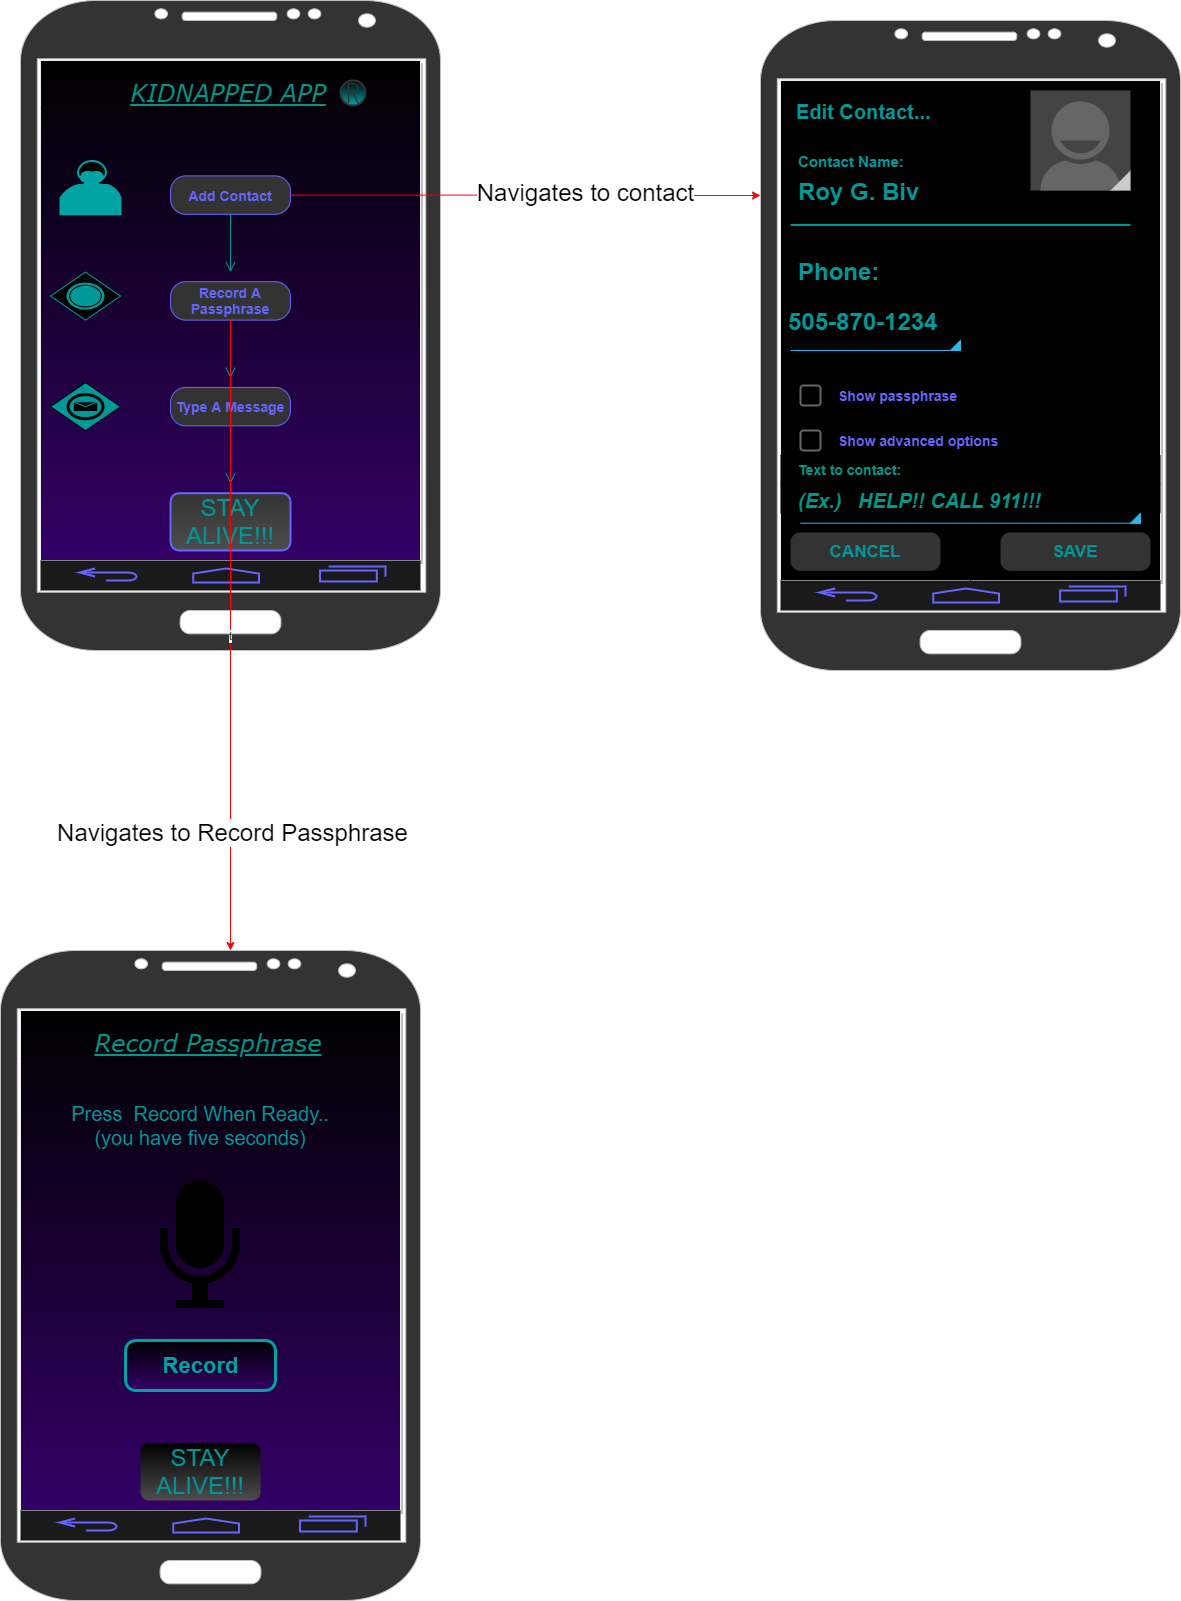 KIDNAPPED APP R
Add Contact
Record A
Passphrase
Type A Message
STAY
ALIVE!!!
Navigates to contact
Edit Contact...
Contact Name:
Roy G. Biv
Phone:
505-870-1234
Show passphrase
Show advanced options
Text to contact:
(Ex.)   HELP!! CALL 911!!!
CANCEL
SAVE
Navigates to Record Passphrase
Record Passphrase
Press  Record When Ready..
(you have five seconds)
Record
STAY
ALIVE!!!